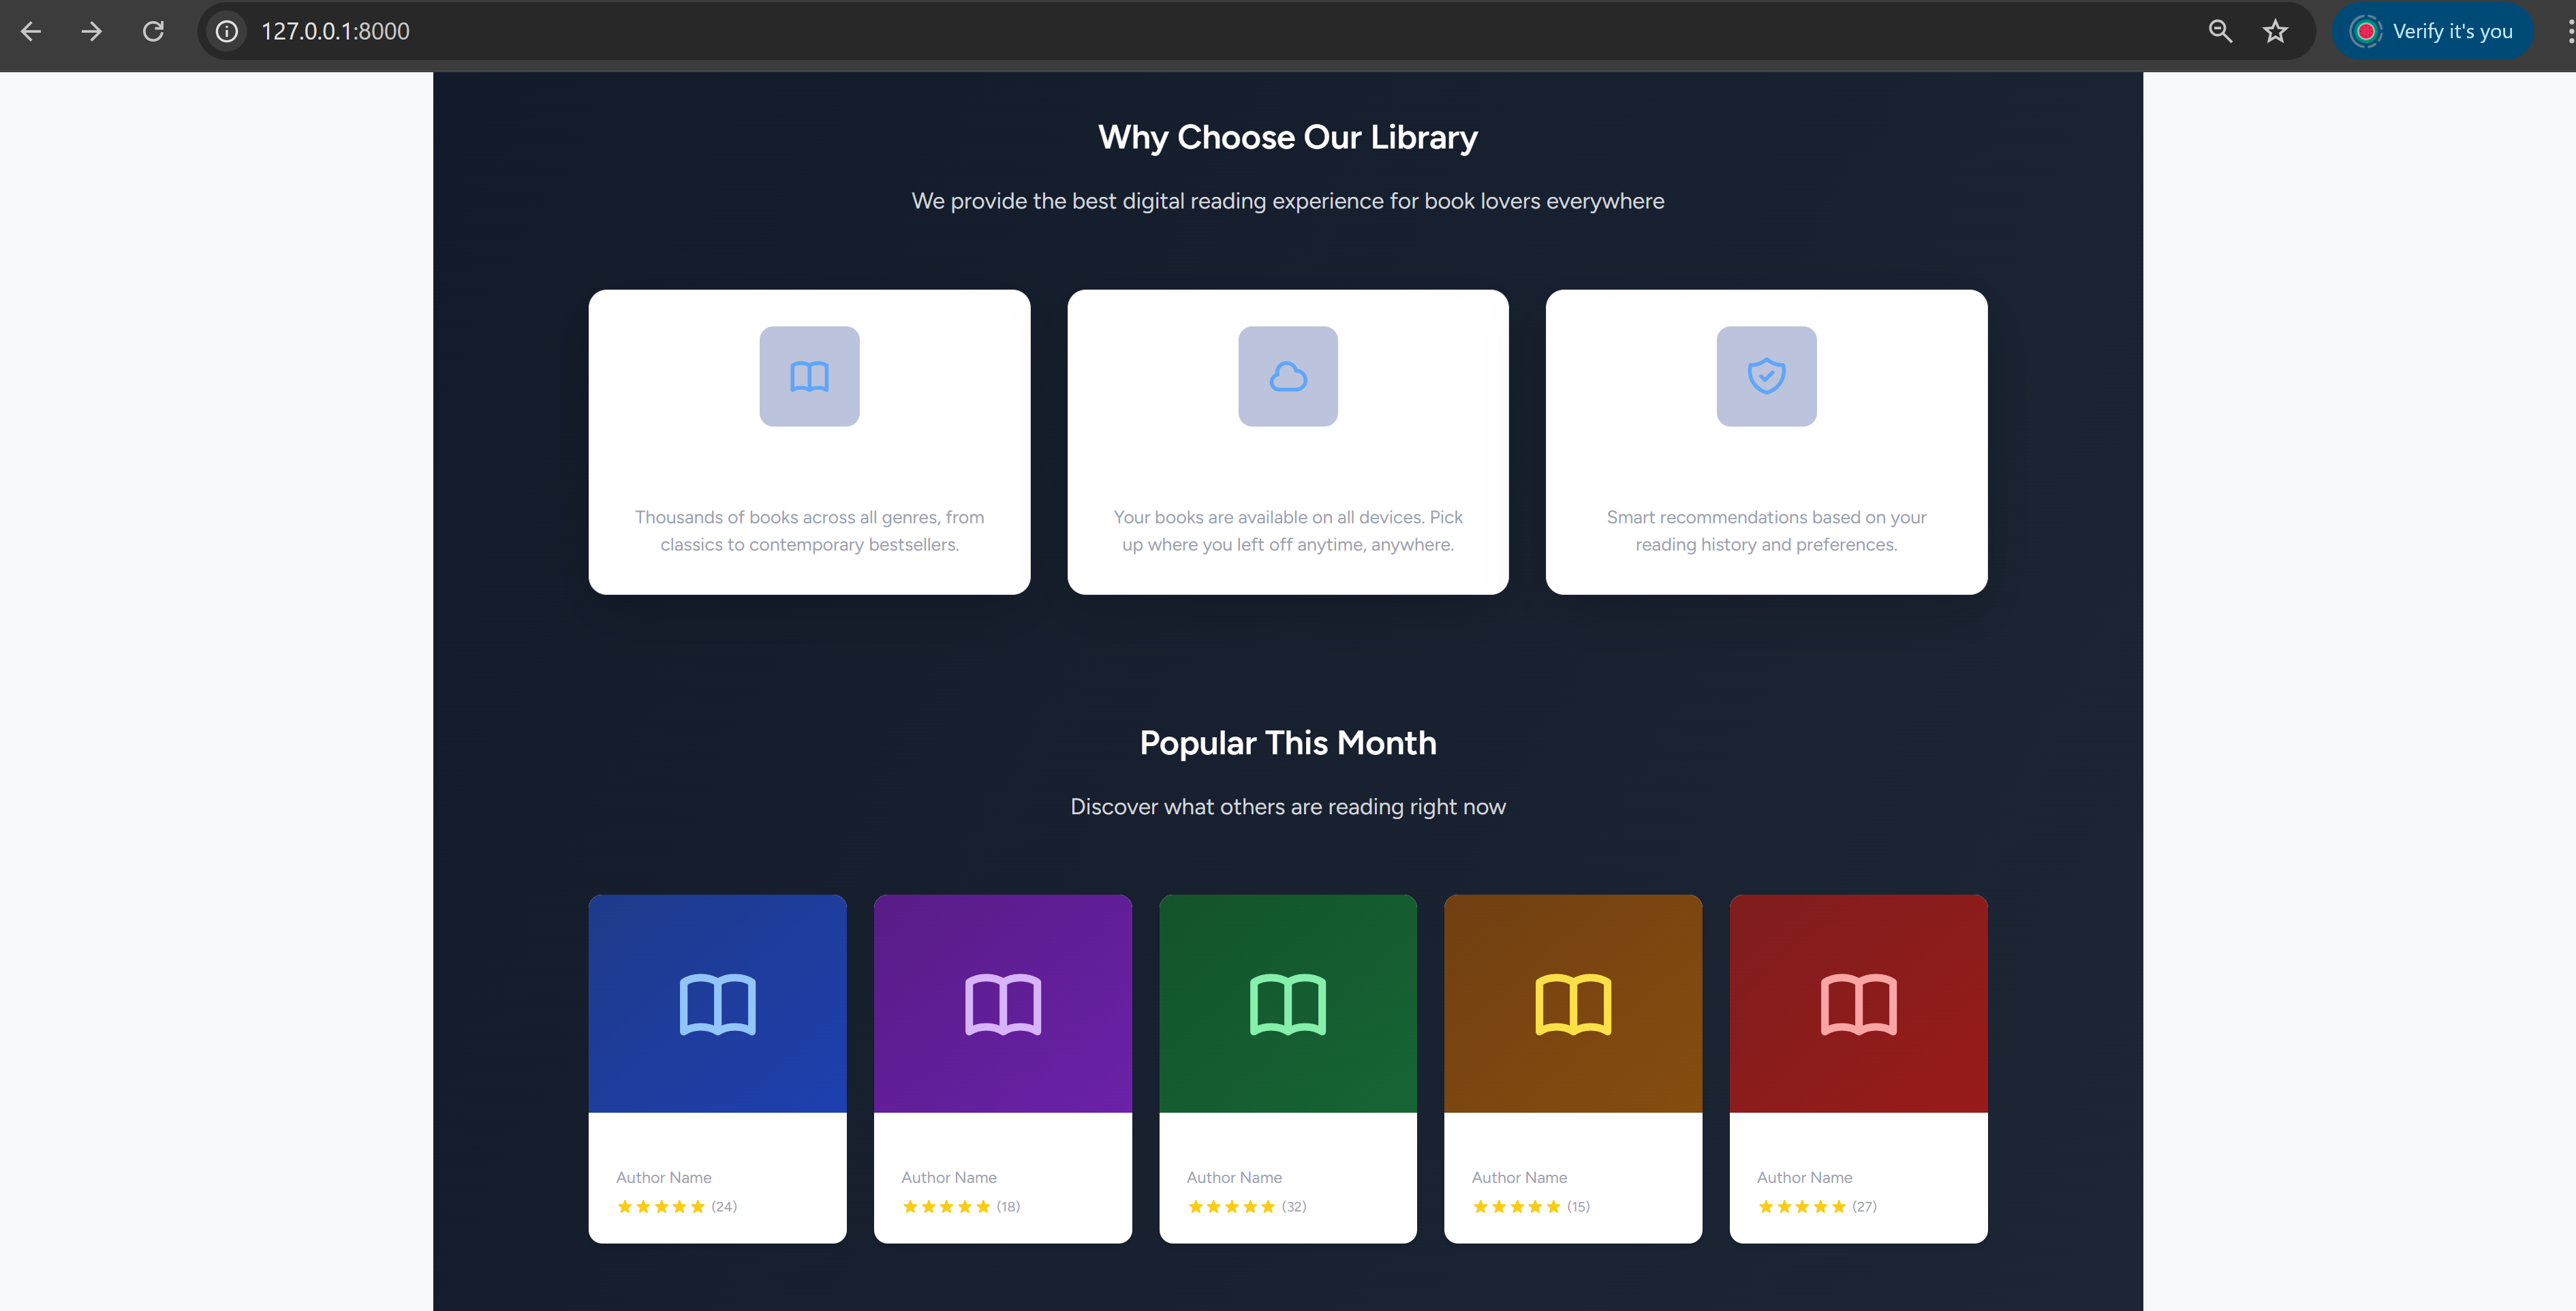 127.0.0.1:8000
Verify it's you
Why Choose Our Library
We provide the best digital reading experience for book lovers everywhere
Thousands of books across all genres, from
classics to contemporary bestsellers.
Your books are available on all devices. Pick
up where you left off anytime, anywhere.
Smart recommendations based on your
reading history and preferences.
Popular This Month
Discover what others are reading right now
Author Name
(24)
Author Name
(18)
Author Name
(32)
Author Name
(15)
Author Name
(27)